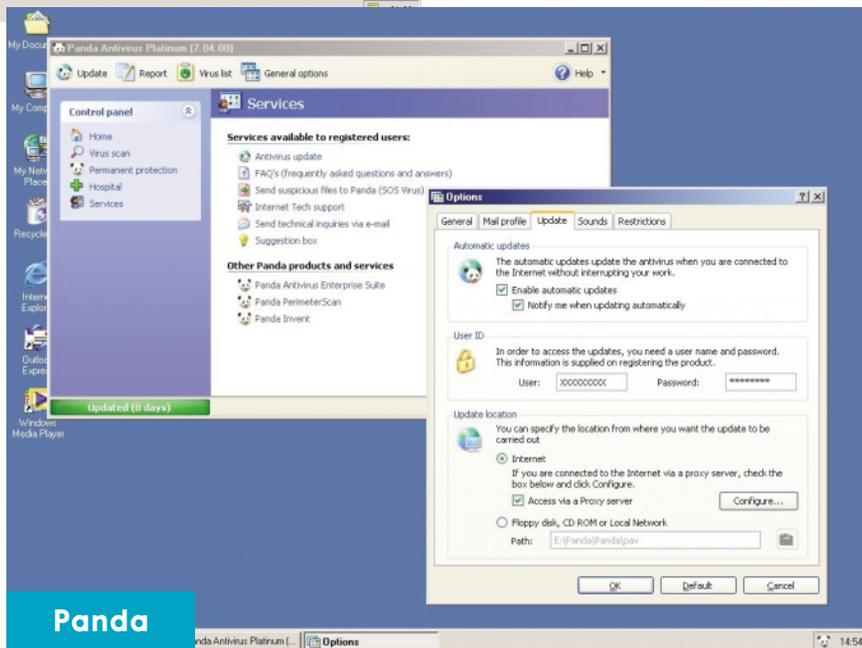 My Docum
My Comp
My Netw
Place
Recycle
Intern
Explor
Outloo
Expre
Windows
Media Player
Panda Antivirus Platinum (7.04.00)
Update Report Virus list General options Help
Control panel
Home
Virus scan
Permanent protection
Hospital
Services
Services
Services available to registered users:
Antivirus update
FAQ's (frequently asked questions and answers)
Send suspicious files to Panda (SOS Virus)
Internet Tech support
Send technical inquiries via e-mail
Suggestion box
Other Panda products and services
Panda Antivirus Enterprise Suite
Panda PerimeterScan
Panda Invent
Updated (0 days)
Options
General Mail profile Update Sounds Restrictions
Automatic updates
The automatic updates update the antivirus when you are connected to
the Internet without interrupting your work.
Enable automatic updates
Notify me when updating automatically
User ID
In order to access the updates, you need a user name and password.
This information is supplied on registering the product.
User: XXXXXXXXX Password: ********
Update location
You can specify the location from where you want the update to be
carried out
Internet
If you are connected to the Internet via a proxy server, check the
box below and click Configure.
Access via a Proxy server Configure...
Floppy disk, CD ROM or Local Network
Path: E:\Panda\Panda\pav
OK Default Cancel
Panda
nda Antivirus Platinum (... Options 14:54